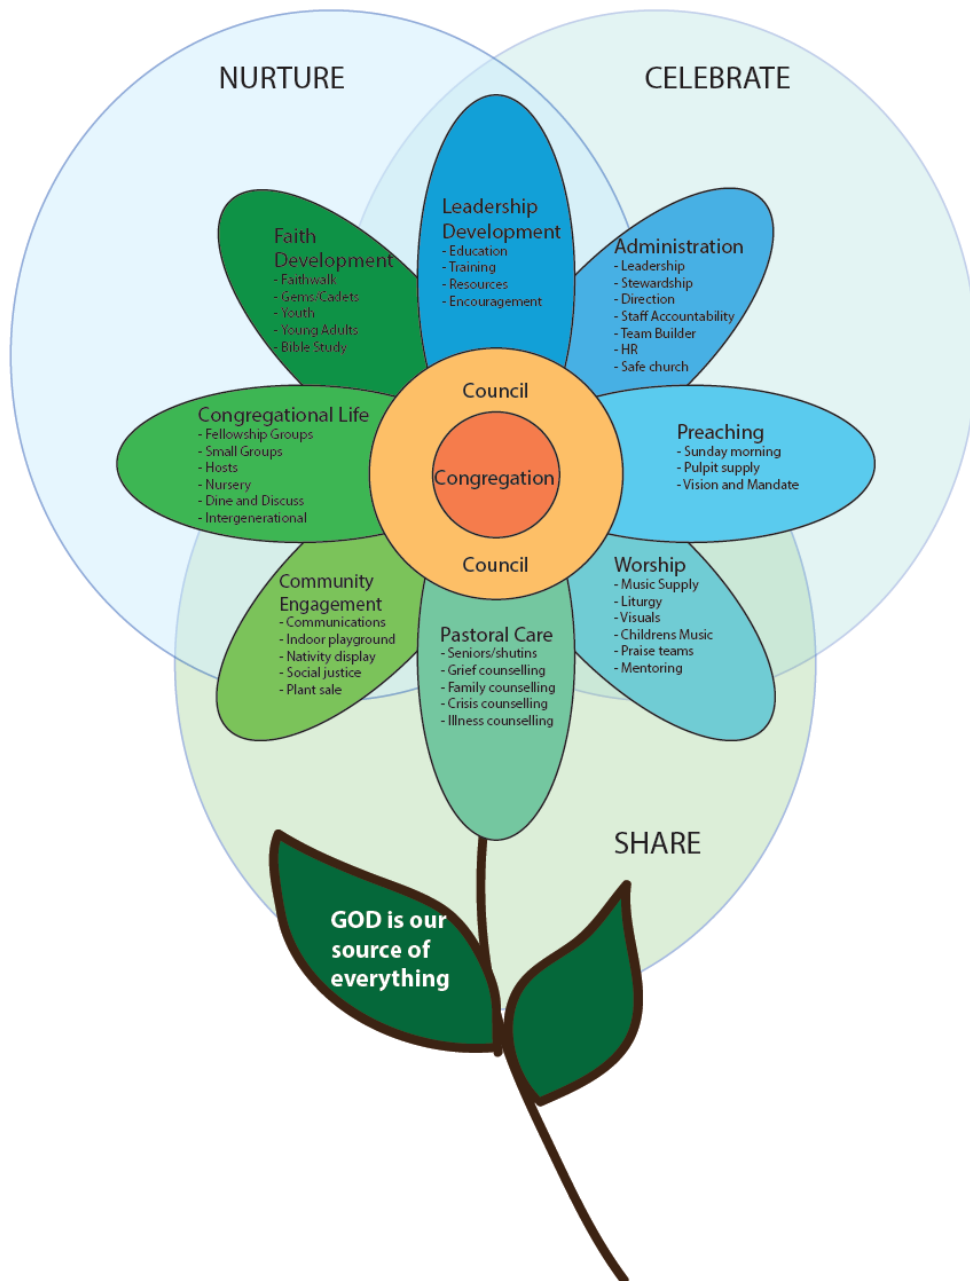 NURTURE
CELEBRATE
Leadership
Development
- Education
- Training
- Resources
- Encouragement
Faith
Development
- Faithwalk
- Gems/Cadets
- Youth
- Young Adults
- Bible Study
Administration
- Leadership
- Stewardship
- Direction
- Staff Accountability
- Team Builder
- HR
- Safe church
Congregational Life
- Fellowship Groups
- Small Groups
- Hosts
- Nursery
- Dine and Discuss
- Intergenerational
Council
Congregation
Council
Preaching
- Sunday morning
- Pulpit supply
- Vision and Mandate
Community
Engagement
- Communications
- Indoor playground
- Nativity display
- Social justice
- Plant sale
Pastoral Care
- Seniors/shutins
- Grief counselling
- Family counselling
- Crisis counselling
- Illness counselling
Worship
- Music Supply
- Liturgy
- Visuals
- Childrens Music
- Praise teams
- Mentoring
SHARE
GOD is our
source of
everything